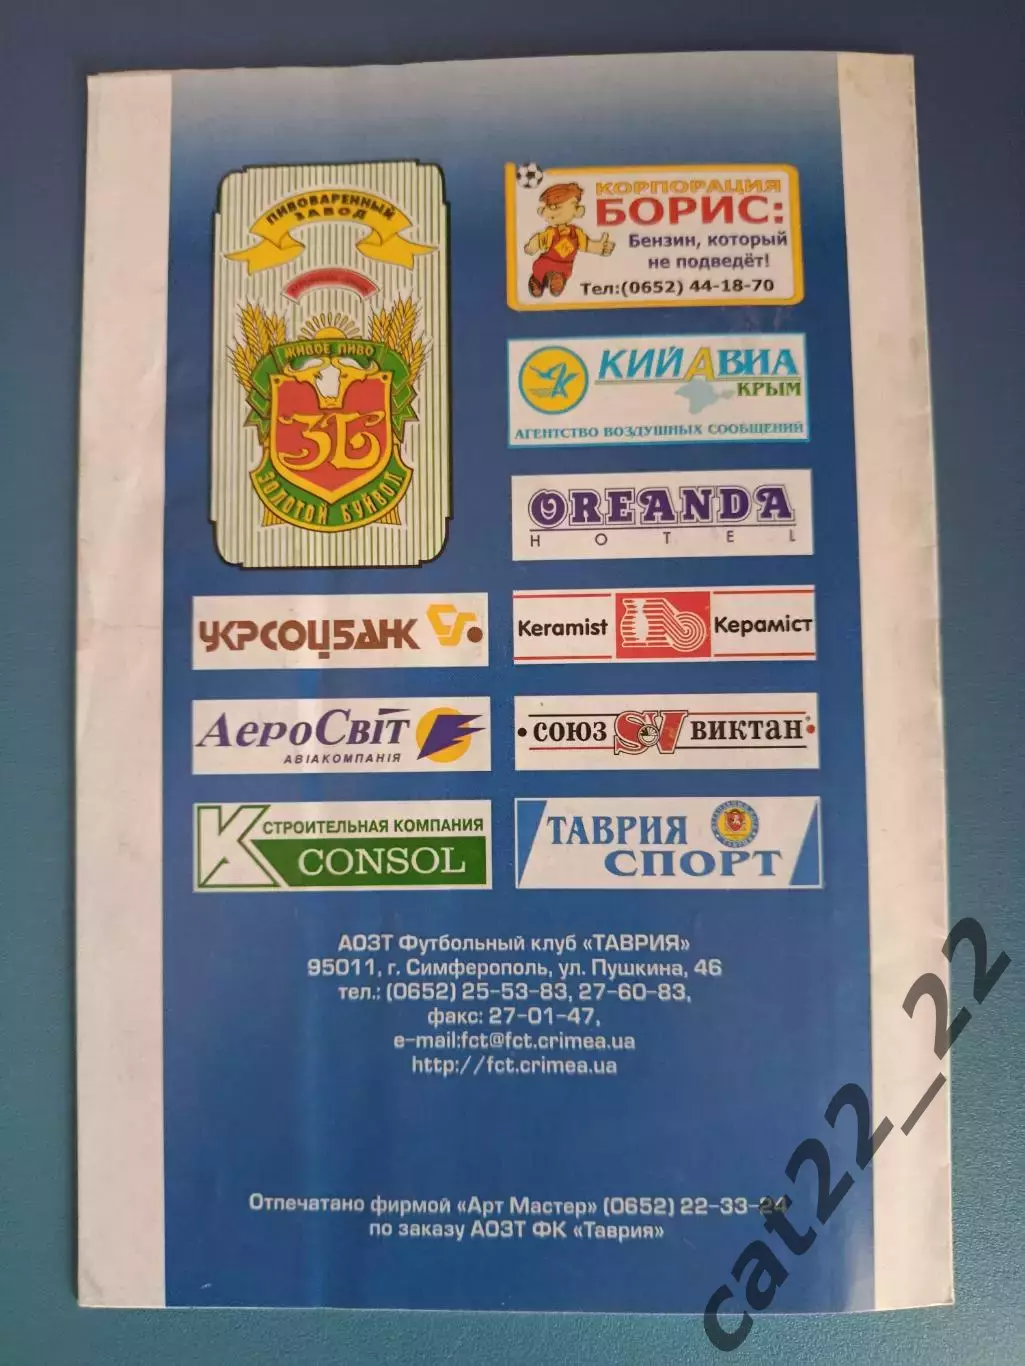 ПИВОВАРЕННЫЙ
ЗАВОД
ЖИВОЕ ПИВО
ЗБ
ЗОЛОТОЙ БУЙВОЛ
КОРПОРАЦИЯ
БОРИС:
Бензин, который
не подведёт!
Тел:(0652) 44-18-70
КИЙ АВИА
КРЫМ
АГЕНТСТВО ВОЗДУШНЫХ СООБЩЕНИЙ
OREANDA
HOTEL
УКРСОЦБАНК
Keramist Кераміст
АероСвіт
АВІАКОМПАНІЯ
СОЮЗ SV ВИКТАН
СТРОИТЕЛЬНАЯ КОМПАНИЯ
CONSOL
ТАВРИЯ
СПОРТ
АОЗТ Футбольный клуб «ТАВРИЯ»
95011, г. Симферополь, ул. Пушкина, 46
тел.: (0652) 25-53-83, 27-60-83,
факс: 27-01-47,
e-mail:fct@fct.crimea.ua
http://fct.crimea.ua
Отпечатано фирмой «Арт Мастер» (0652) 22-33-24
по заказу АОЗТ ФК «Таврия»
cat22_22